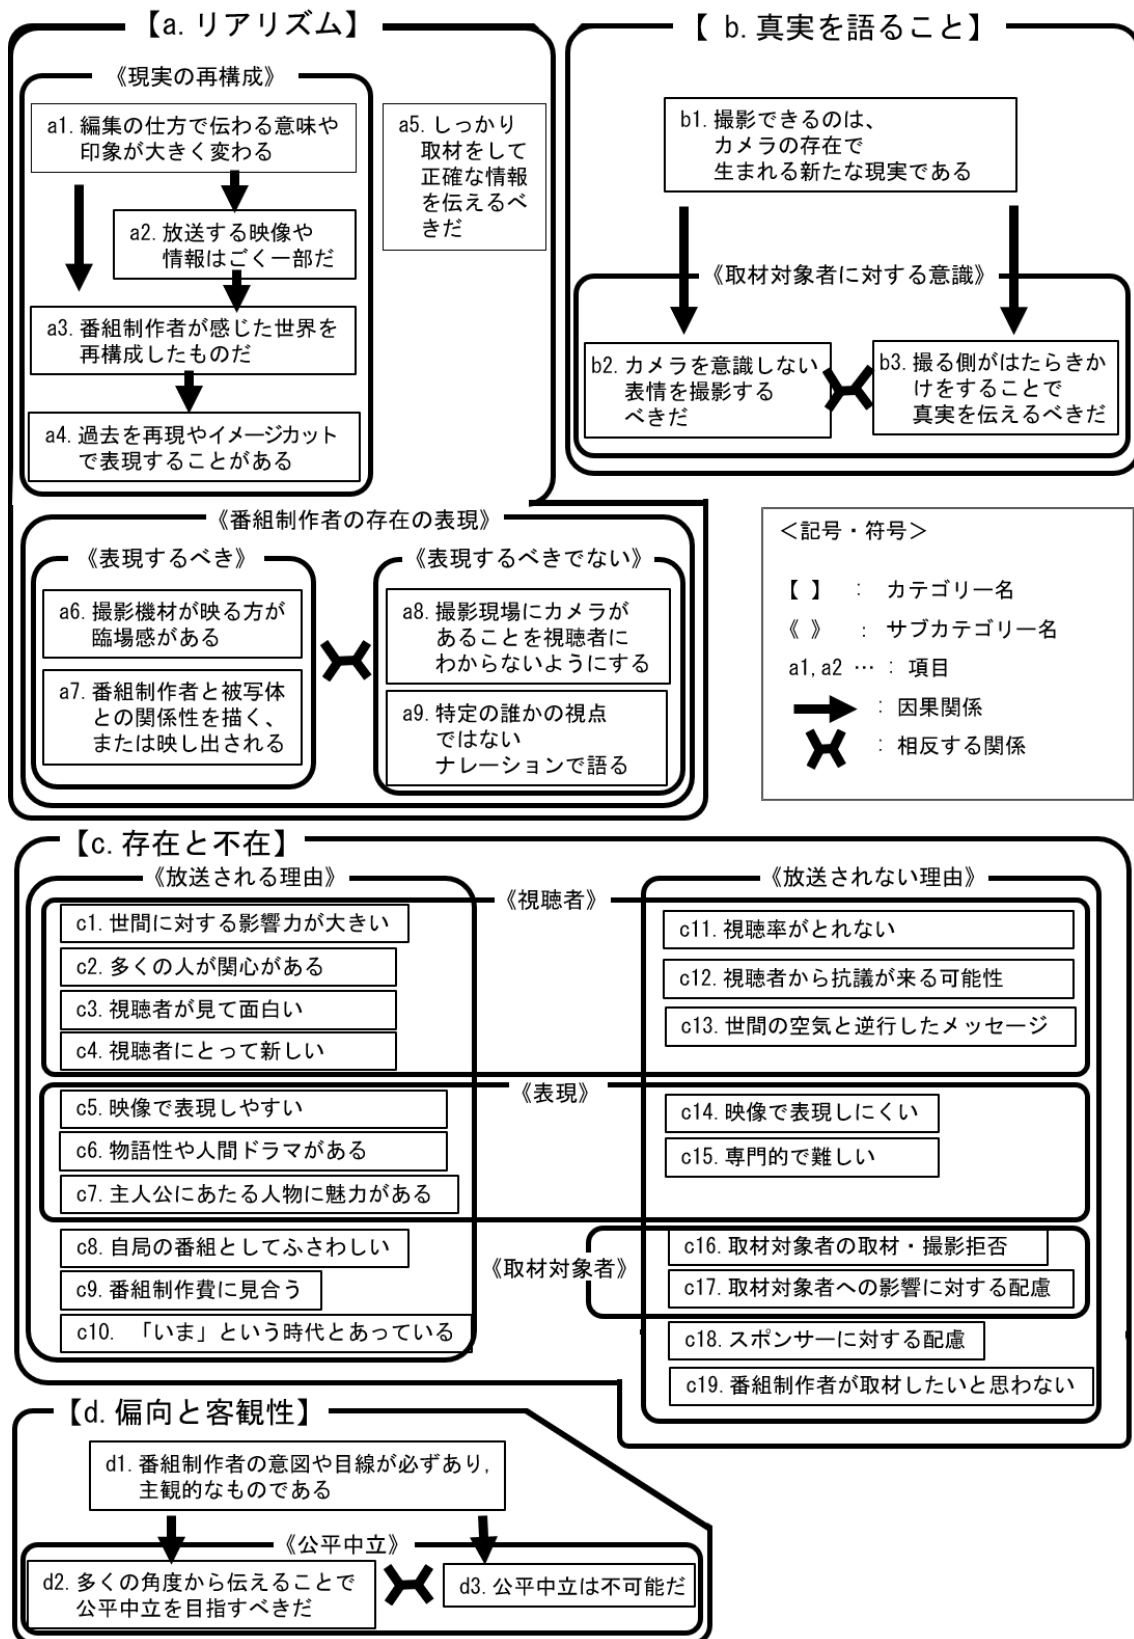 【a. リアリズム】
《現実の再構成》
a1. 編集の仕方で伝わる意味や
印象が大きく変わる
a2. 放送する映像や
情報はごく一部だ
a3. 番組制作者が感じた世界を
再構成したものだ
a4. 過去を再現やイメージカット
で表現することがある
a5. しっかり
取材をして
正確な情報
を伝えるべ
きだ
《番組制作者の存在の表現》
《表現するべき》
a6. 撮影機材が映る方が
臨場感がある
a7. 番組制作者と被写体
との関係性を描く、
または映し出される
《表現するべきでない》
a8. 撮影現場にカメラが
あることを視聴者に
わからないようにする
a9. 特定の誰かの視点
ではない
ナレーションで語る
【 b. 真実を語ること】
b1. 撮影できるのは、
カメラの存在で
生まれる新たな現実である
《取材対象者に対する意識》
b2. カメラを意識しない
表情を撮影する
べきだ
b3. 撮る側がはたらきか
けをすることで
真実を伝えるべきだ
＜記号・符号＞
【 】 : カテゴリー名
《 》 : サブカテゴリー名
a1, a2 … : 項目
: 因果関係
: 相反する関係
【c. 存在と不在】
《放送される理由》
《放送されない理由》
《視聴者》
c1. 世間に対する影響力が大きい
c2. 多くの人が関心がある
c3. 視聴者が見て面白い
c4. 視聴者にとって新しい
c11. 視聴率がとれない
c12. 視聴者から抗議が来る可能性
c13. 世間の空気と逆行したメッセージ
《表現》
c5. 映像で表現しやすい
c6. 物語性や人間ドラマがある
c7. 主人公にあたる人物に魅力がある
c14. 映像で表現しにくい
c15. 専門的で難しい
c8. 自局の番組としてふさわしい
c9. 番組制作費に見合う
c10. 「いま」という時代とあっている
《取材対象者》
c16. 取材対象者の取材・撮影拒否
c17. 取材対象者への影響に対する配慮
c18. スポンサーに対する配慮
c19. 番組制作者が取材したいと思わない
【d. 偏向と客観性】
d1. 番組制作者の意図や目線が必ずあり,
主観的なものである
《公平中立》
d2. 多くの角度から伝えることで
公平中立を目指すべきだ
d3. 公平中立は不可能だ